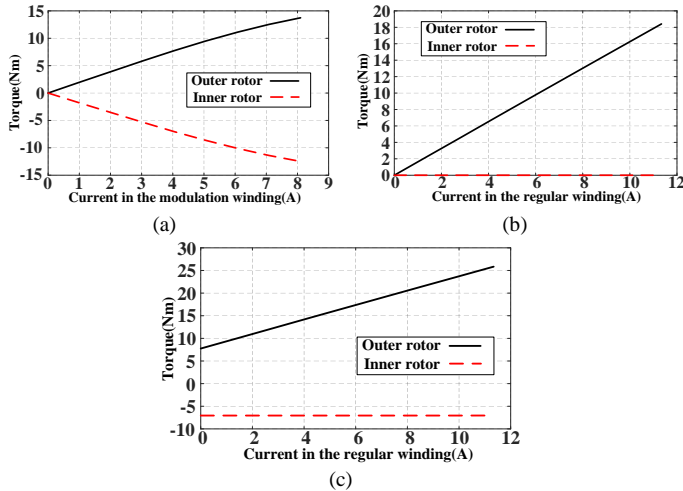 15
10
5
0
-5
-10
-15
Torque(Nm)
Outer rotor
Inner rotor
0 1 2 3 4 5 6 7 8 9
Current in the modulation winding(A)
(a)
20
18
16
14
12
10
8
6
4
2
0
Torque(Nm)
Outer rotor
Inner rotor
0 2 4 6 8 10 12
Current in the regular winding(A)
(b)
30
25
20
15
10
5
0
-5
-10
Torque(Nm)
Outer rotor
Inner rotor
0 2 4 6 8 10 12
Current in the regular winding(A)
(c)